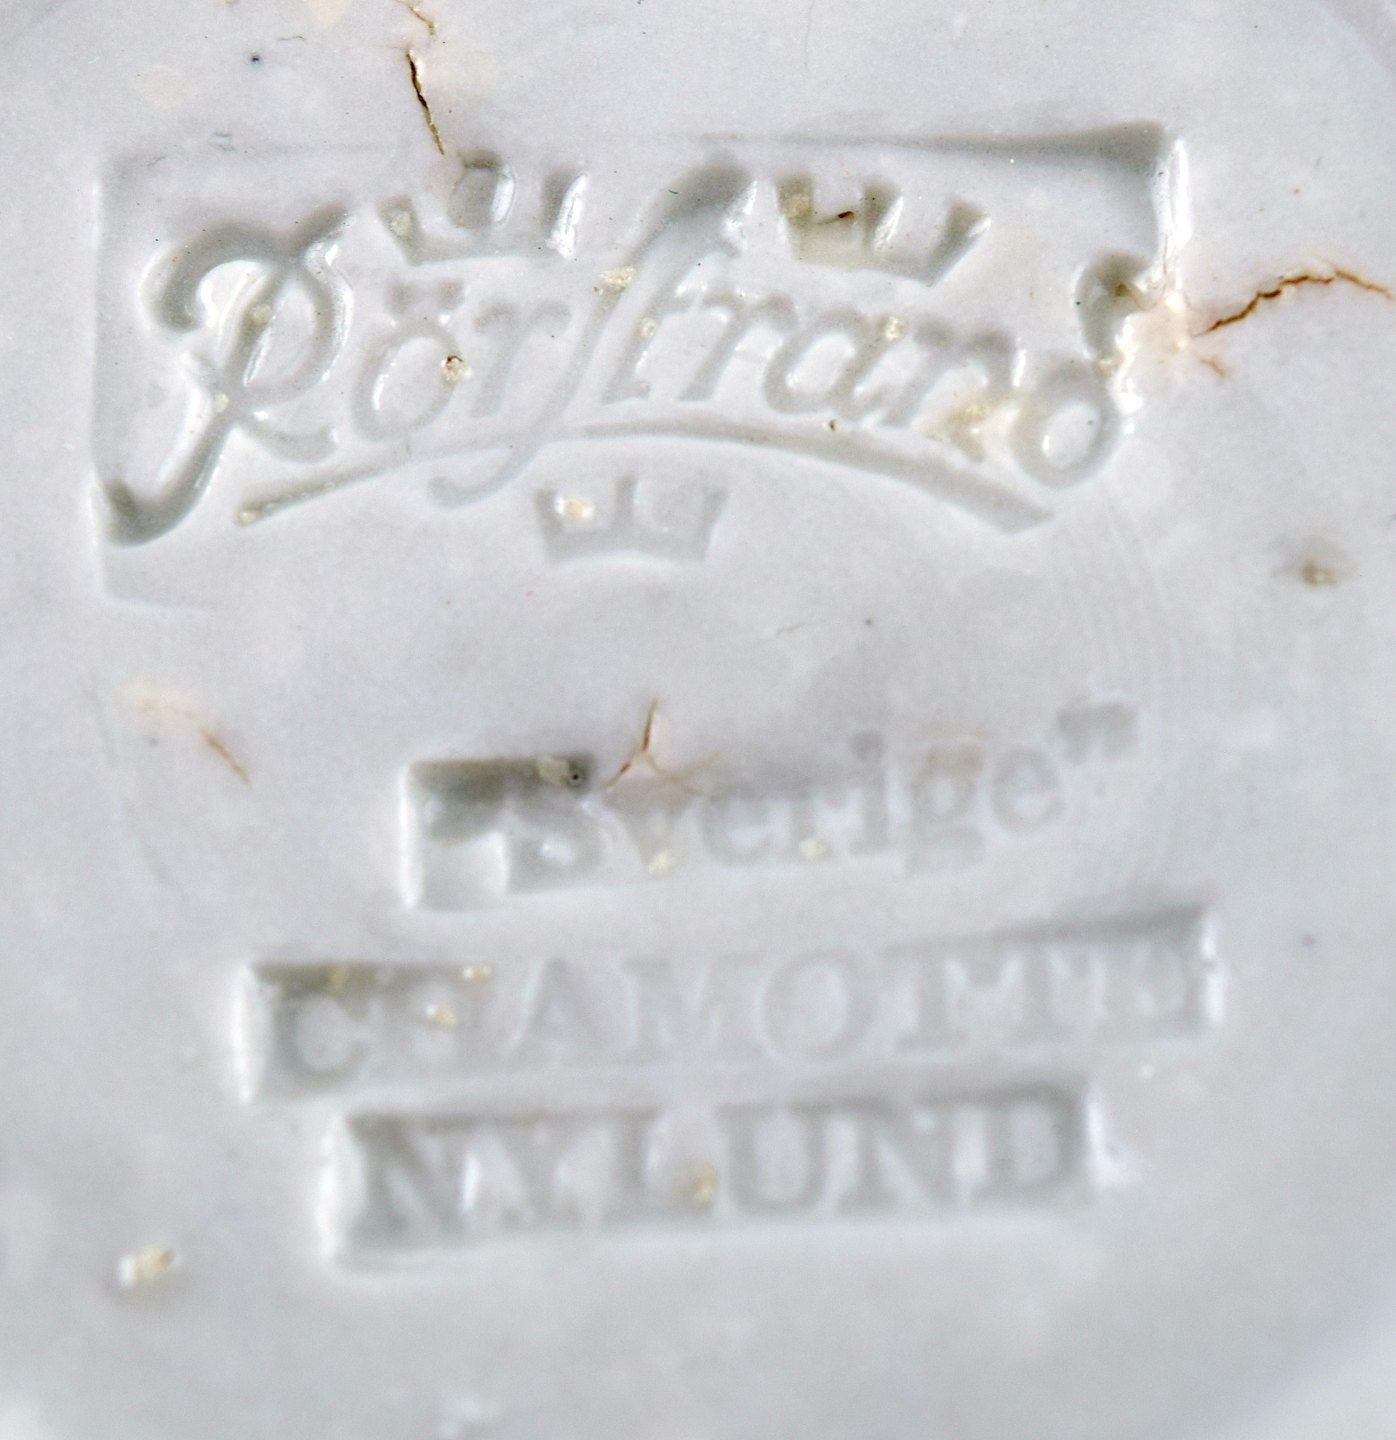 Rörstrand
"Sverige"
CHAMOTTE
NYLUND